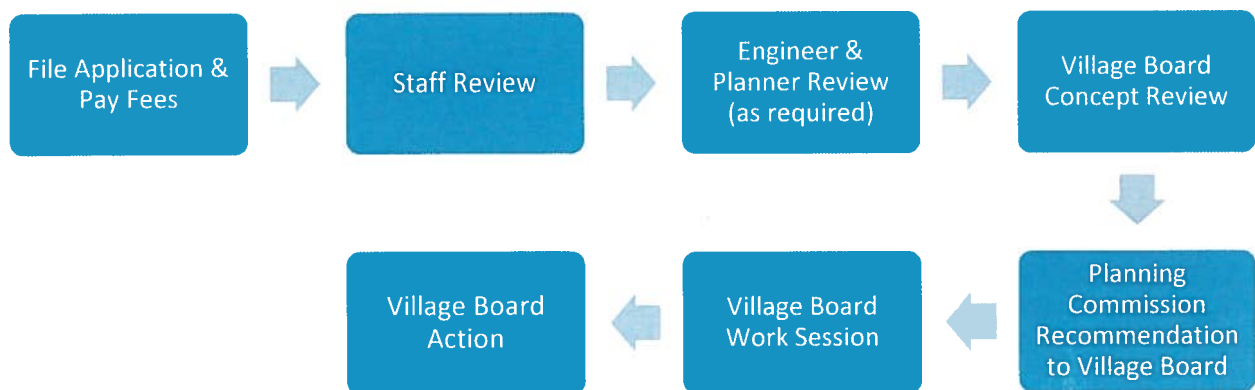 File Application &
Pay Fees
Staff Review
Engineer &
Planner Review
(as required)
Village Board
Concept Review
Planning
Commission
Recommendation
to Village Board
Village Board
Work Session
Village Board
Action